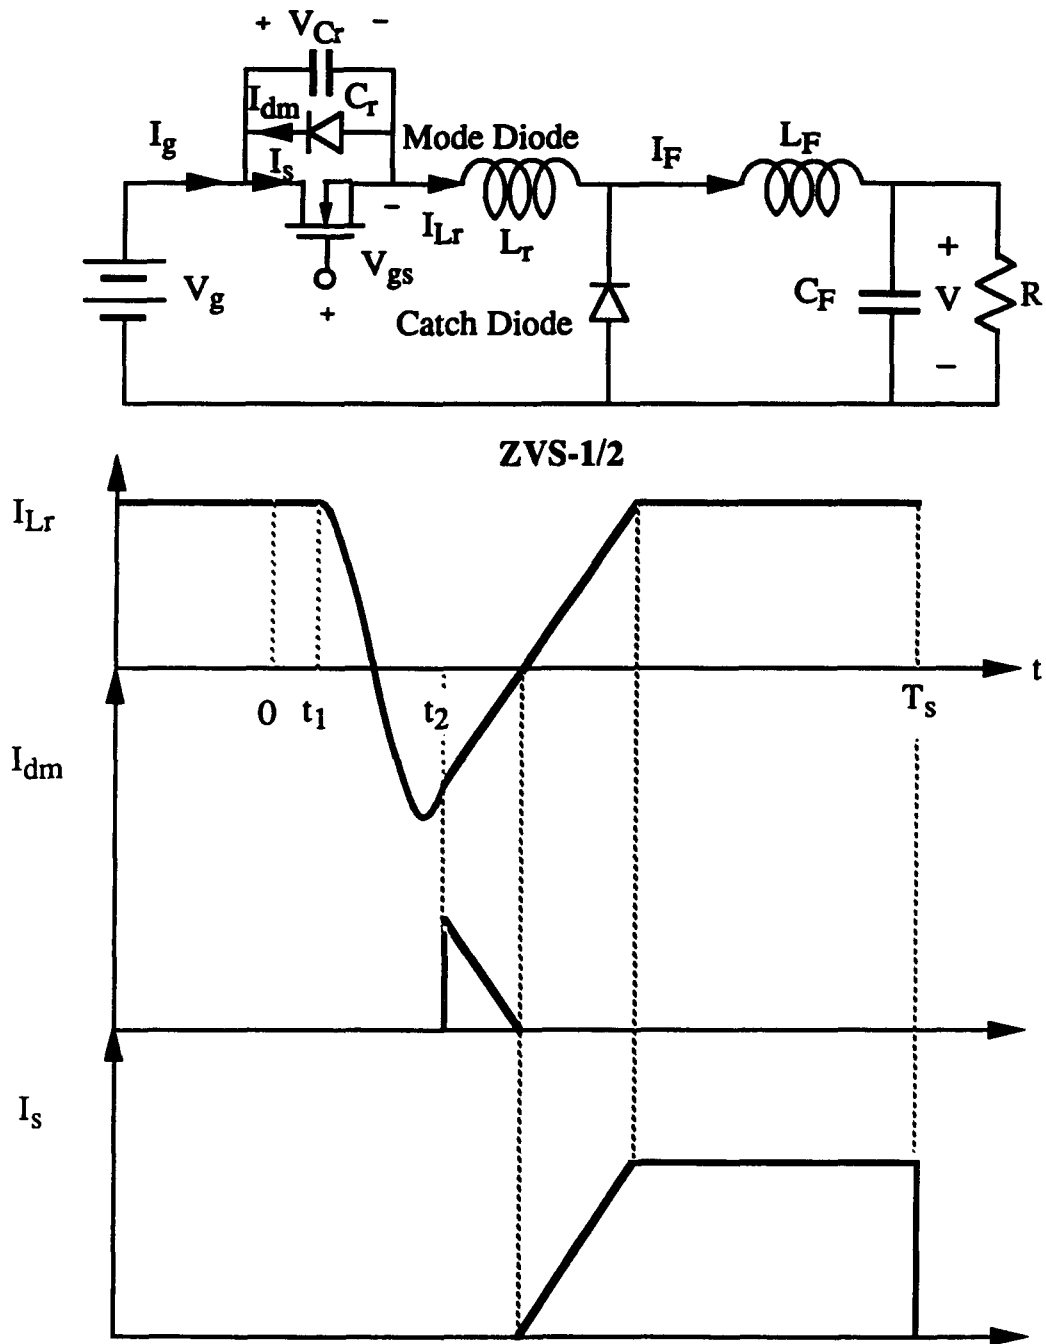 + V_Cr −
I_dm C_r
I_g I_s Mode Diode I_F L_F
− I_Lr L_r
V_g V_gs + Catch Diode C_F + V − R
ZVS-1/2
I_Lr
0 t_1 t_2 T_s t
I_dm
I_s